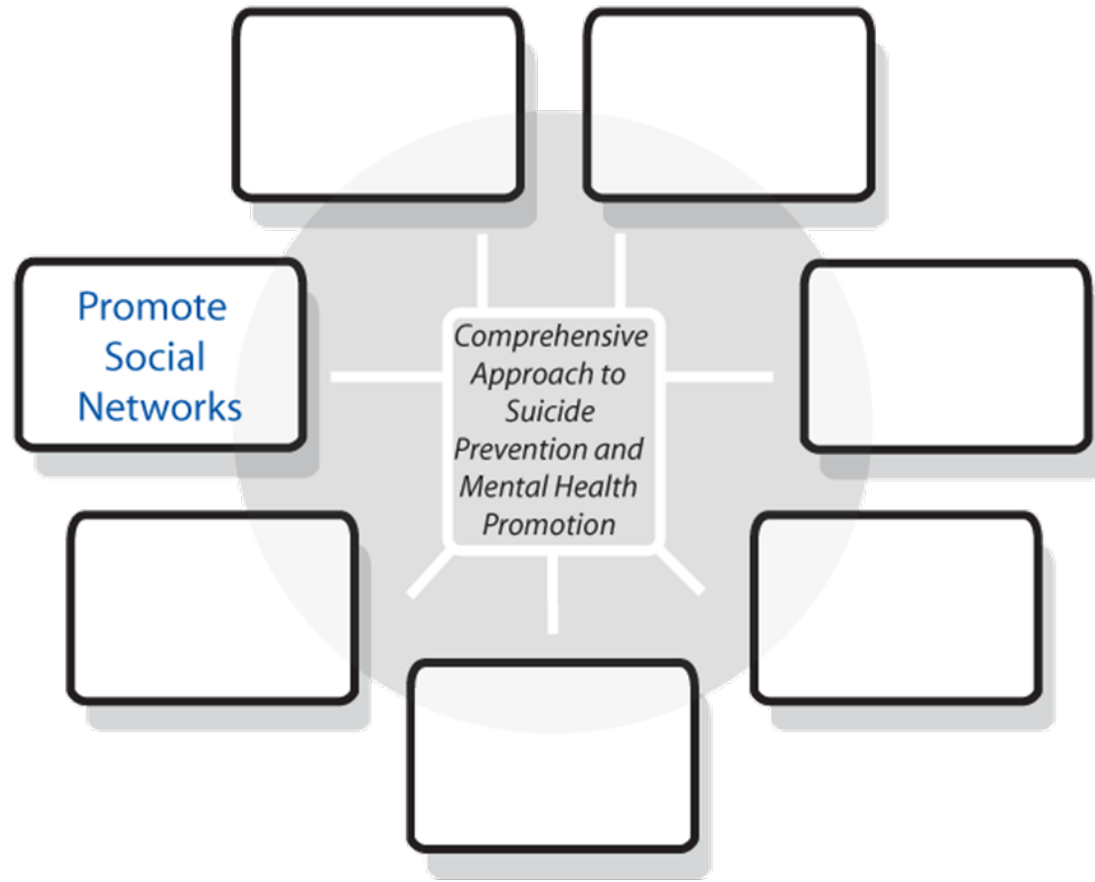 Promote
Social
Networks
Comprehensive
Approach to
Suicide
Prevention and
Mental Health
Promotion